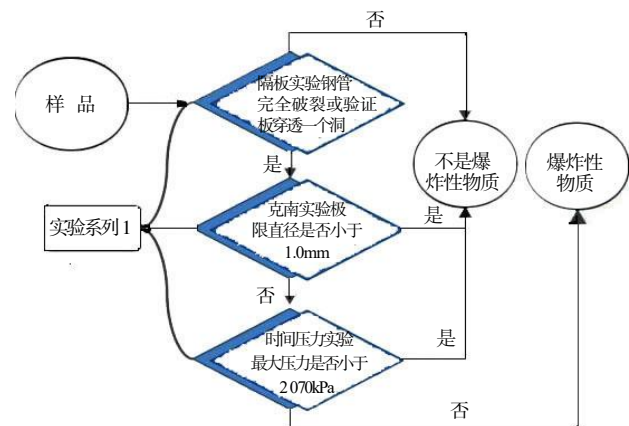 否
样 品
隔板实验钢管
完全破裂或验证
板穿透一个洞
不是爆
炸性物质
爆炸性
物质
是
实验系列1
克南实验极
限直径是否小于
1.0mm
是
否
时间压力实验
最大压力是否小于
2070kPa
是
否